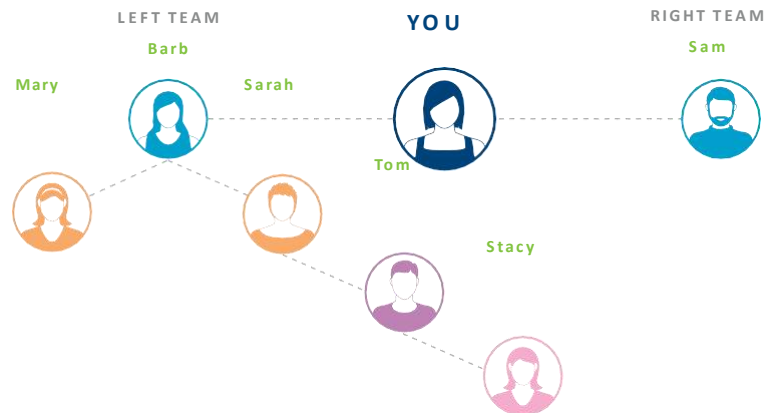 LEFT TEAM
YOU
RIGHT TEAM
Barb
Sam
Mary
Sarah
Tom
Stacy